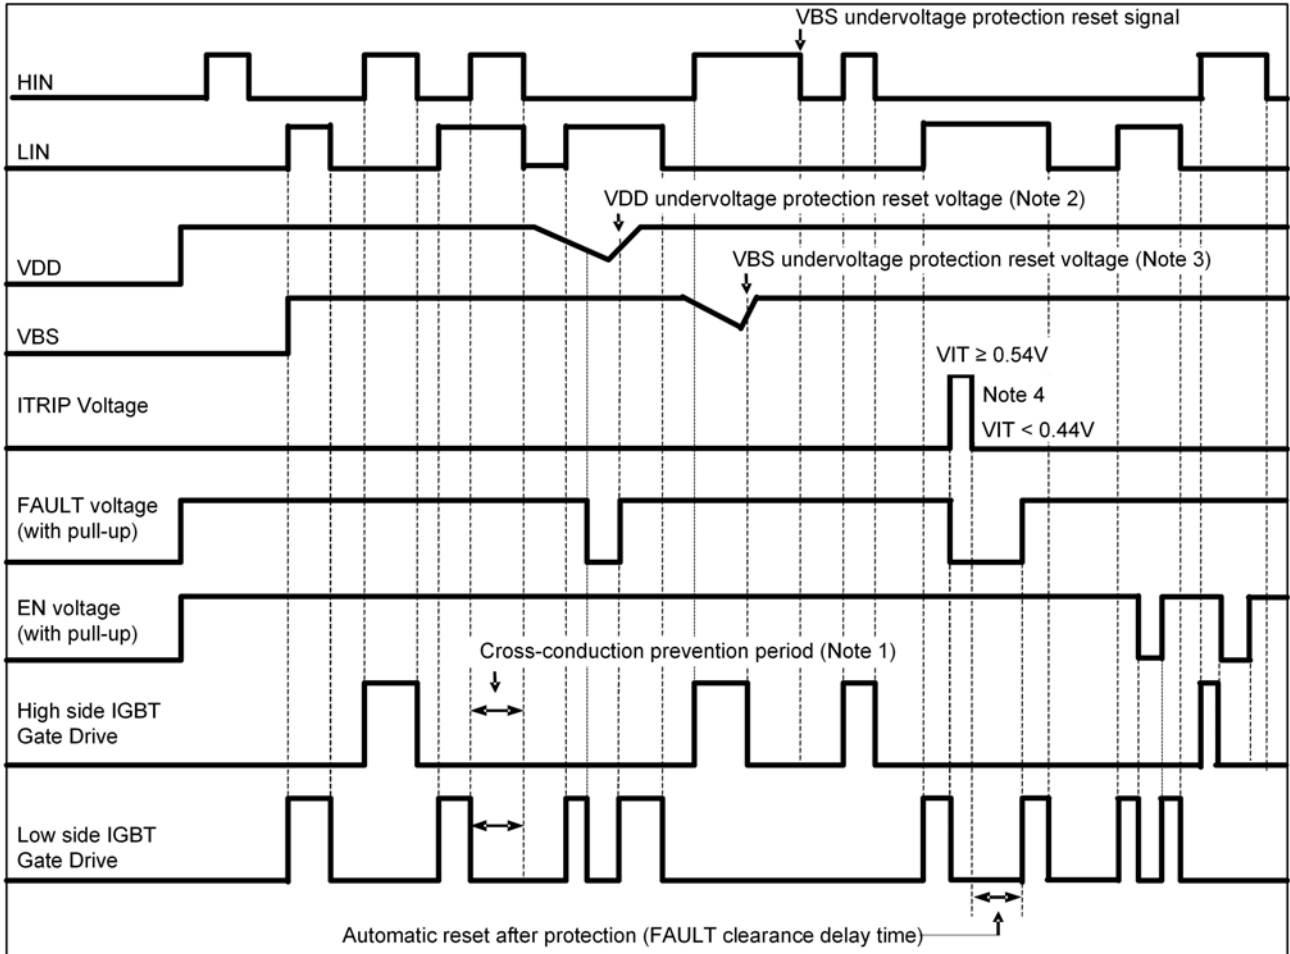 VBS undervoltage protection reset signal
HIN
LIN
VDD undervoltage protection reset voltage (Note 2)
VDD
VBS undervoltage protection reset voltage (Note 3)
VBS
VIT ≥ 0.54V
ITRIP Voltage
Note 4
VIT < 0.44V
FAULT voltage
(with pull-up)
EN voltage
(with pull-up)
Cross-conduction prevention period (Note 1)
High side IGBT
Gate Drive
Low side IGBT
Gate Drive
Automatic reset after protection (FAULT clearance delay time)